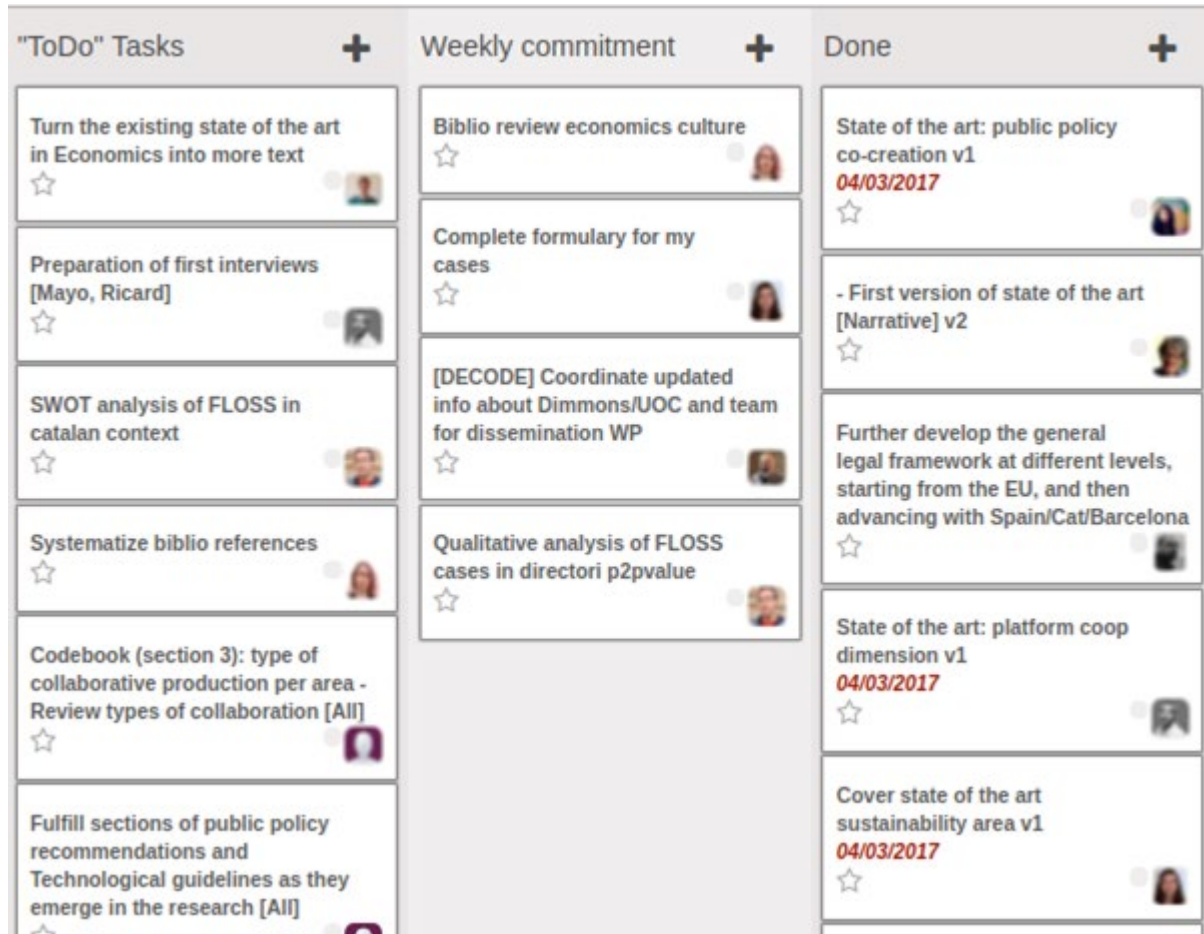 "ToDo" Tasks
Turn the existing state of the art
in Economics into more text
Preparation of first interviews
[Mayo, Ricard]
SWOT analysis of FLOSS in
catalan context
Systematize biblio references
Codebook (section 3): type of
collaborative production per area -
Review types of collaboration [All]
Fulfill sections of public policy
recommendations and
Technological guidelines as they
emerge in the research [All]
Weekly commitment
Biblio review economics culture
Complete formulary for my
cases
[DECODE] Coordinate updated
info about Dimmons/UOC and team
for dissemination WP
Qualitative analysis of FLOSS
cases in directori p2pvalue
Done
State of the art: public policy
co-creation v1
04/03/2017
- First version of state of the art
[Narrative] v2
Further develop the general
legal framework at different levels,
starting from the EU, and then
advancing with Spain/Cat/Barcelona
State of the art: platform coop
dimension v1
04/03/2017
Cover state of the art
sustainability area v1
04/03/2017